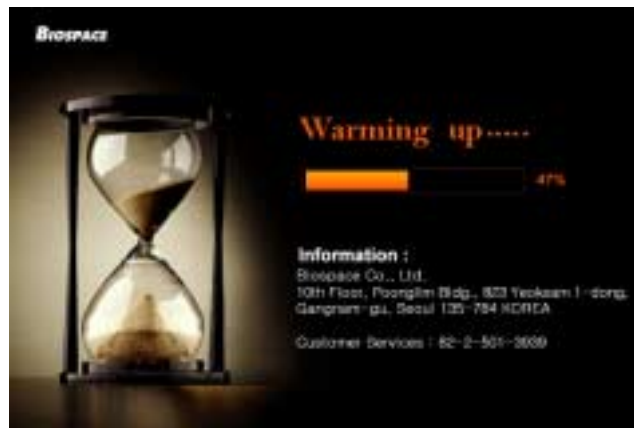 BIOSPACE
Warming up.....
47%
Information :
Biospace Co., Ltd.
10th Floor, Poonglim Bldg., 823 Yeoksam 1-dong,
Gangnam-gu, Seoul 135-784 KOREA
Customer Services : 82-2-501-3939